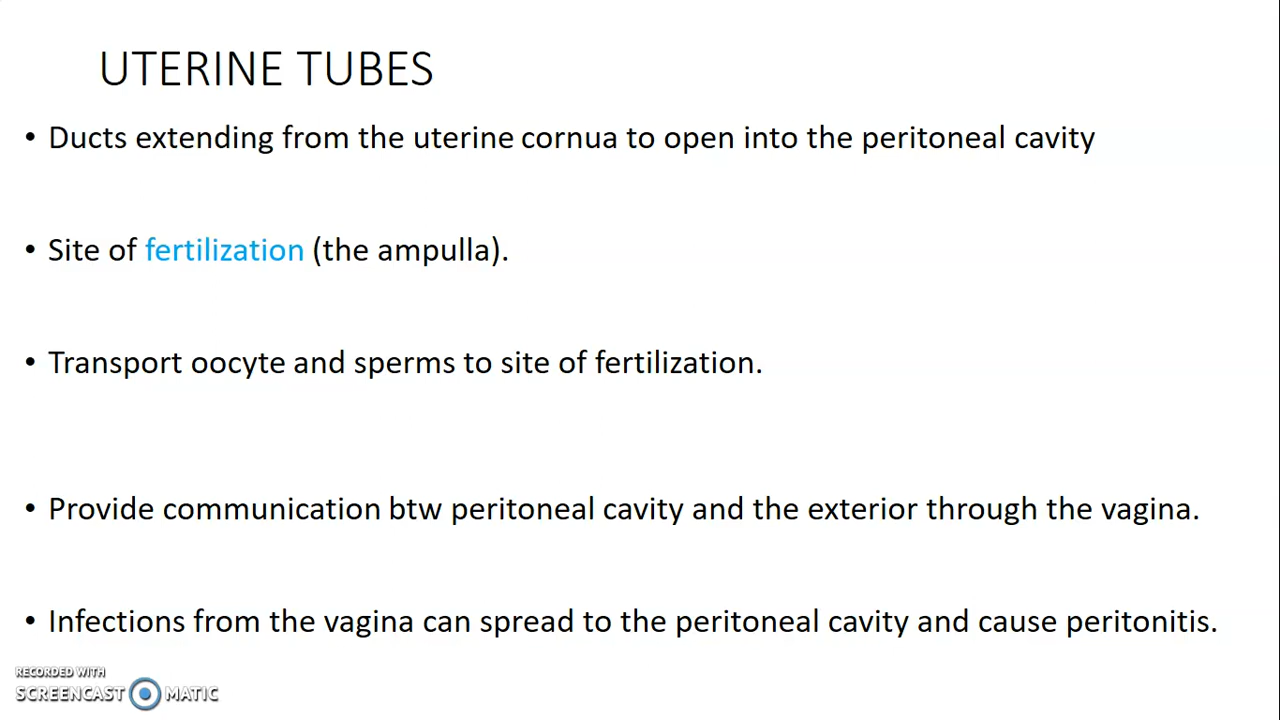 UTERINE TUBES
• Ducts extending from the uterine cornua to open into the peritoneal cavity
• Site of fertilization (the ampulla).
• Transport oocyte and sperms to site of fertilization.
• Provide communication btw peritoneal cavity and the exterior through the vagina.
• Infections from the vagina can spread to the peritoneal cavity and cause peritonitis.
RECORDED WITH
SCREENCAST MATIC